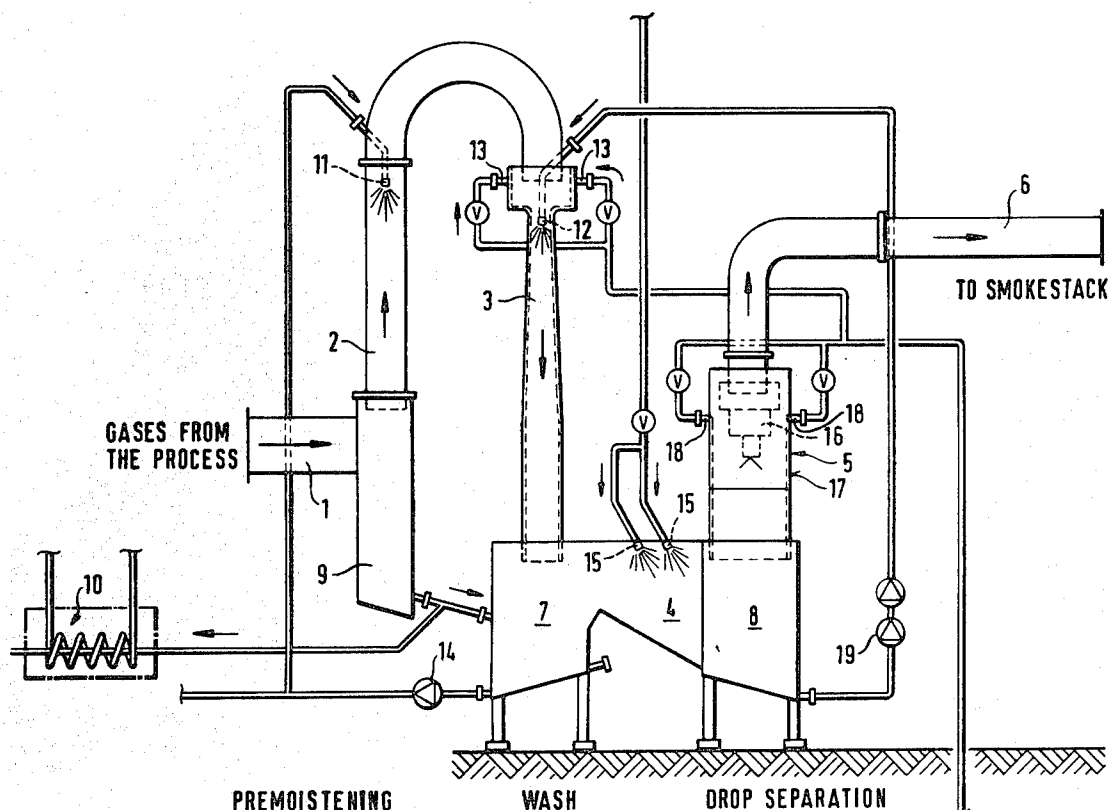 11
13
13
12
6
TO SMOKESTACK
3
2
V
V
V
V
V
GASES FROM
THE PROCESS
1
18
16
18
5
17
15
15
10
9
7
4
8
14
19
PREMOISTENING
WASH
DROP SEPARATION